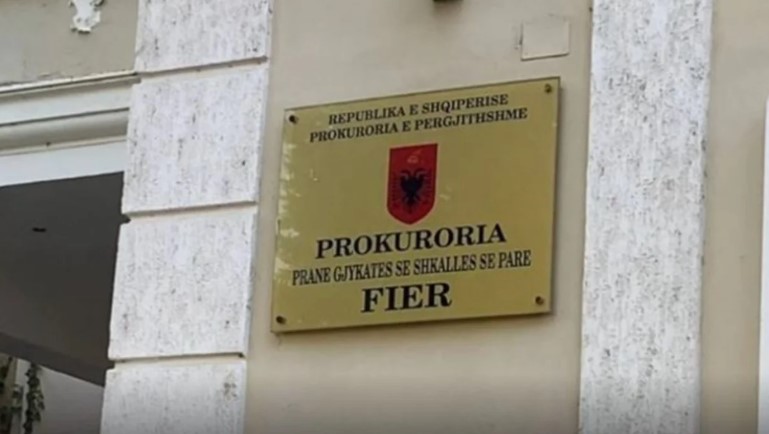 REPUBLIKA E SHQIPERISE
PROKURORIA E PERGJITHSHME
PROKURORIA
PRANE GJYKATES SE SHKALLES SE PARE
FIER